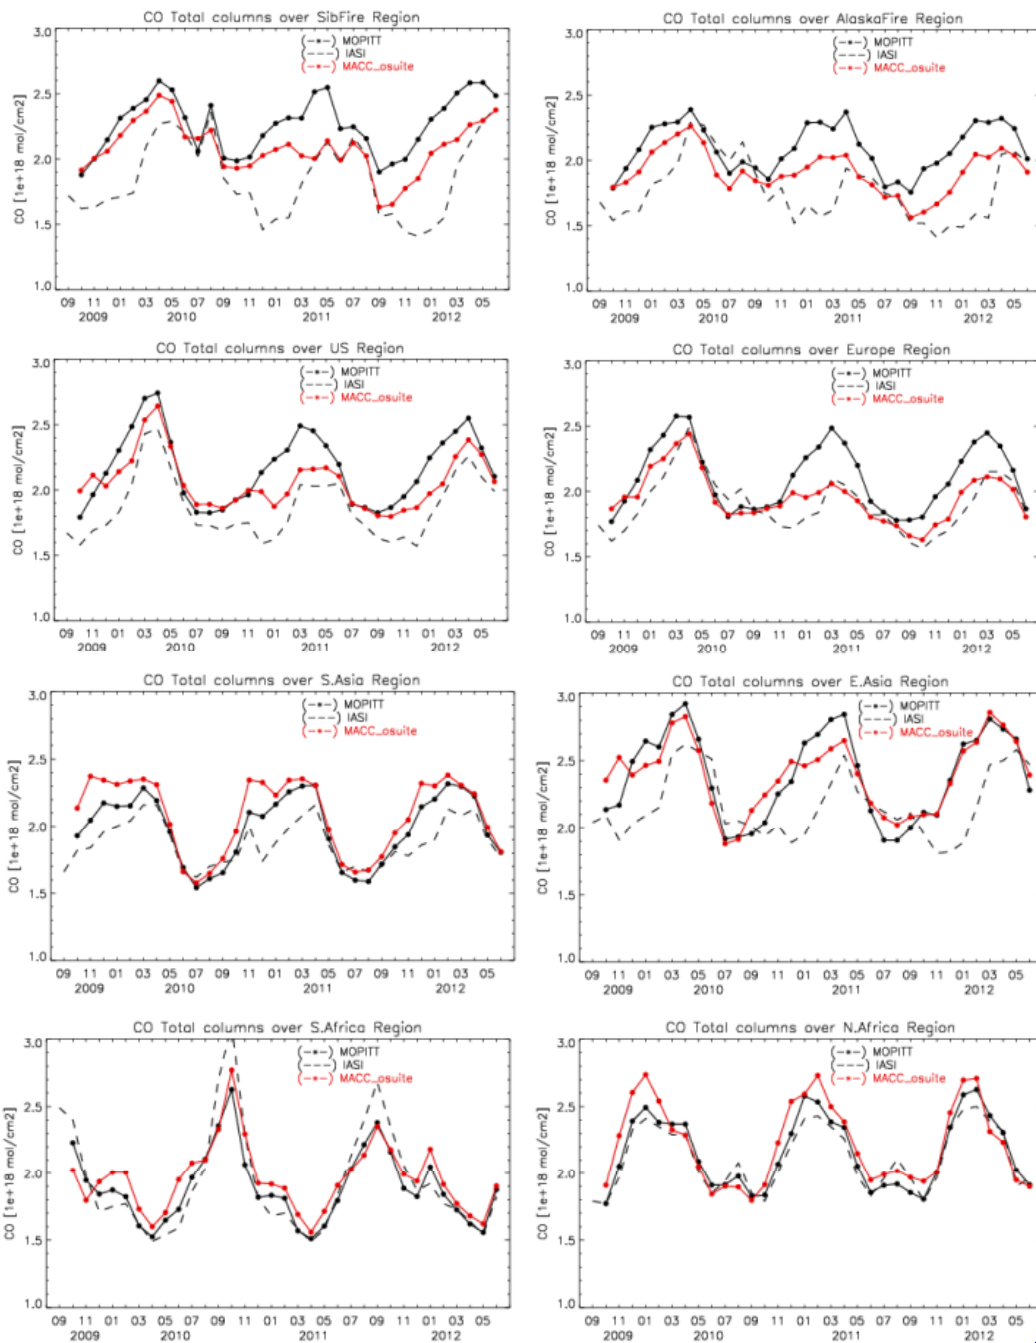 CO Total columns over SibFire Region
CO [1e+18 mol/cm2]
3.0
2.5
2.0
1.5
1.0
MOPITT
IASI
MACC_osuite
09 11 01 03 05 07 09 11 01 03 05 07 09 11 01 03 05
2009 2010 2011 2012
CO Total columns over AlaskaFire Region
CO [1e+18 mol/cm2]
3.0
2.5
2.0
1.5
1.0
MOPITT
IASI
MACC_osuite
09 11 01 03 05 07 09 11 01 03 05 07 09 11 01 03 05
2009 2010 2011 2012
CO Total columns over US Region
CO [1e+18 mol/cm2]
3.0
2.5
2.0
1.5
1.0
MOPITT
IASI
MACC_osuite
09 11 01 03 05 07 09 11 01 03 05 07 09 11 01 03 05
2009 2010 2011 2012
CO Total columns over Europe Region
CO [1e+18 mol/cm2]
3.0
2.5
2.0
1.5
1.0
MOPITT
IASI
MACC_osuite
09 11 01 03 05 07 09 11 01 03 05 07 09 11 01 03 05
2009 2010 2011 2012
CO Total columns over S.Asia Region
CO [1e+18 mol/cm2]
3.0
2.5
2.0
1.5
1.0
MOPITT
IASI
MACC_osuite
09 11 01 03 05 07 09 11 01 03 05 07 09 11 01 03 05
2009 2010 2011 2012
CO Total columns over E.Asia Region
CO [1e+18 mol/cm2]
3.0
2.5
2.0
1.5
1.0
MOPITT
IASI
MACC_osuite
09 11 01 03 05 07 09 11 01 03 05 07 09 11 01 03 05
2009 2010 2011 2012
CO Total columns over S.Africa Region
CO [1e+18 mol/cm2]
3.0
2.5
2.0
1.5
1.0
MOPITT
IASI
MACC_osuite
09 11 01 03 05 07 09 11 01 03 05 07 09 11 01 03 05
2009 2010 2011 2012
CO Total columns over N.Africa Region
CO [1e+18 mol/cm2]
3.0
2.5
2.0
1.5
1.0
MOPITT
IASI
MACC_osuite
09 11 01 03 05 07 09 11 01 03 05 07 09 11 01 03 05
2009 2010 2011 2012